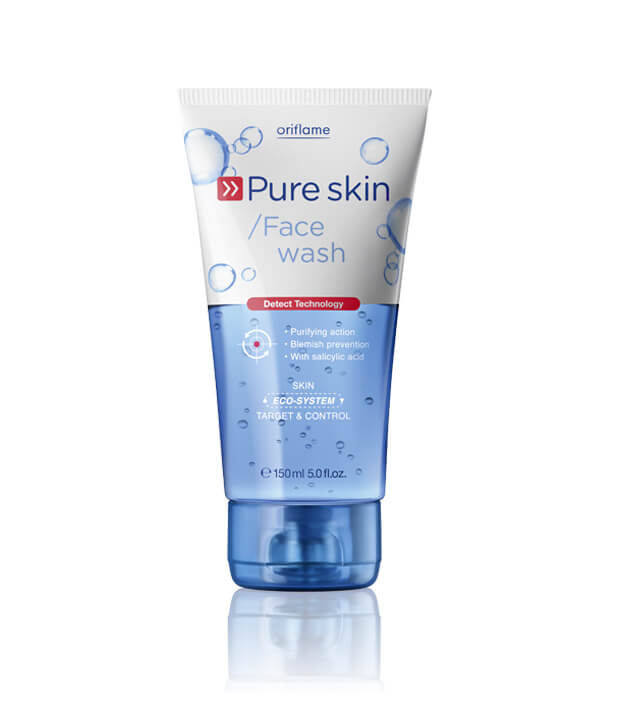 oriflame
Pure skin
/Face
wash
Detect Technology
• Purifying action
• Blemish prevention
• With salicylic acid
SKIN
ECO-SYSTEM
TARGET & CONTROL
℮ 150 ml 5.0 fl.oz.